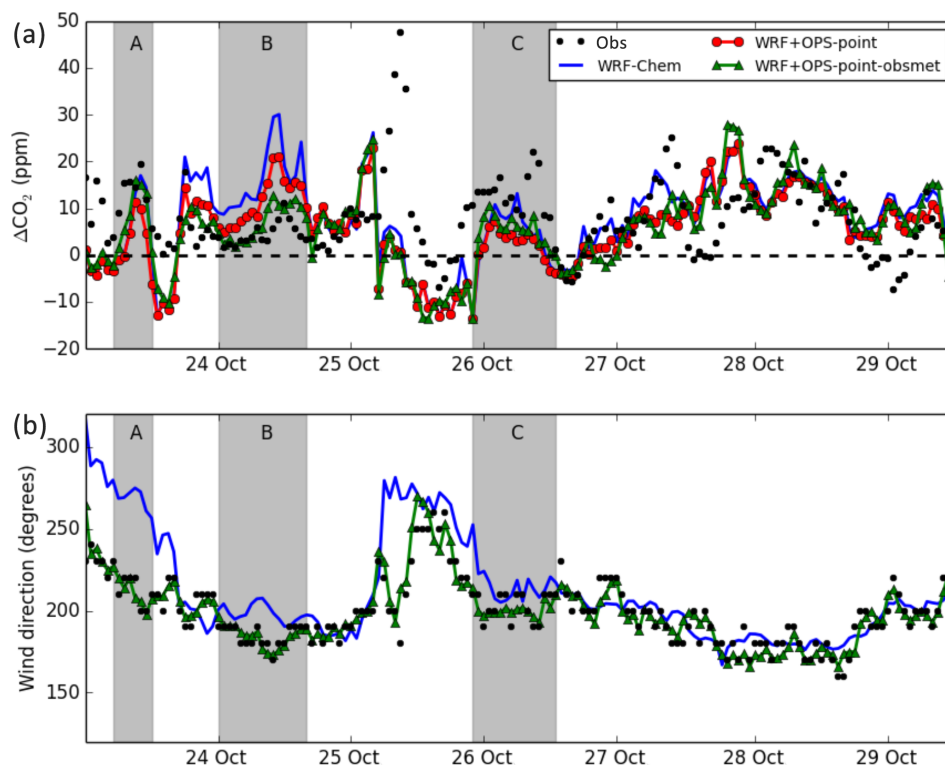 (a)
A
B
C
Obs
WRF-Chem
WRF+OPS-point
WRF+OPS-point-obsmet
ΔCO₂ (ppm)
50
40
30
20
10
0
−10
−20
24 Oct
25 Oct
26 Oct
27 Oct
28 Oct
29 Oct
(b)
A
B
C
Wind direction (degrees)
300
250
200
150
24 Oct
25 Oct
26 Oct
27 Oct
28 Oct
29 Oct